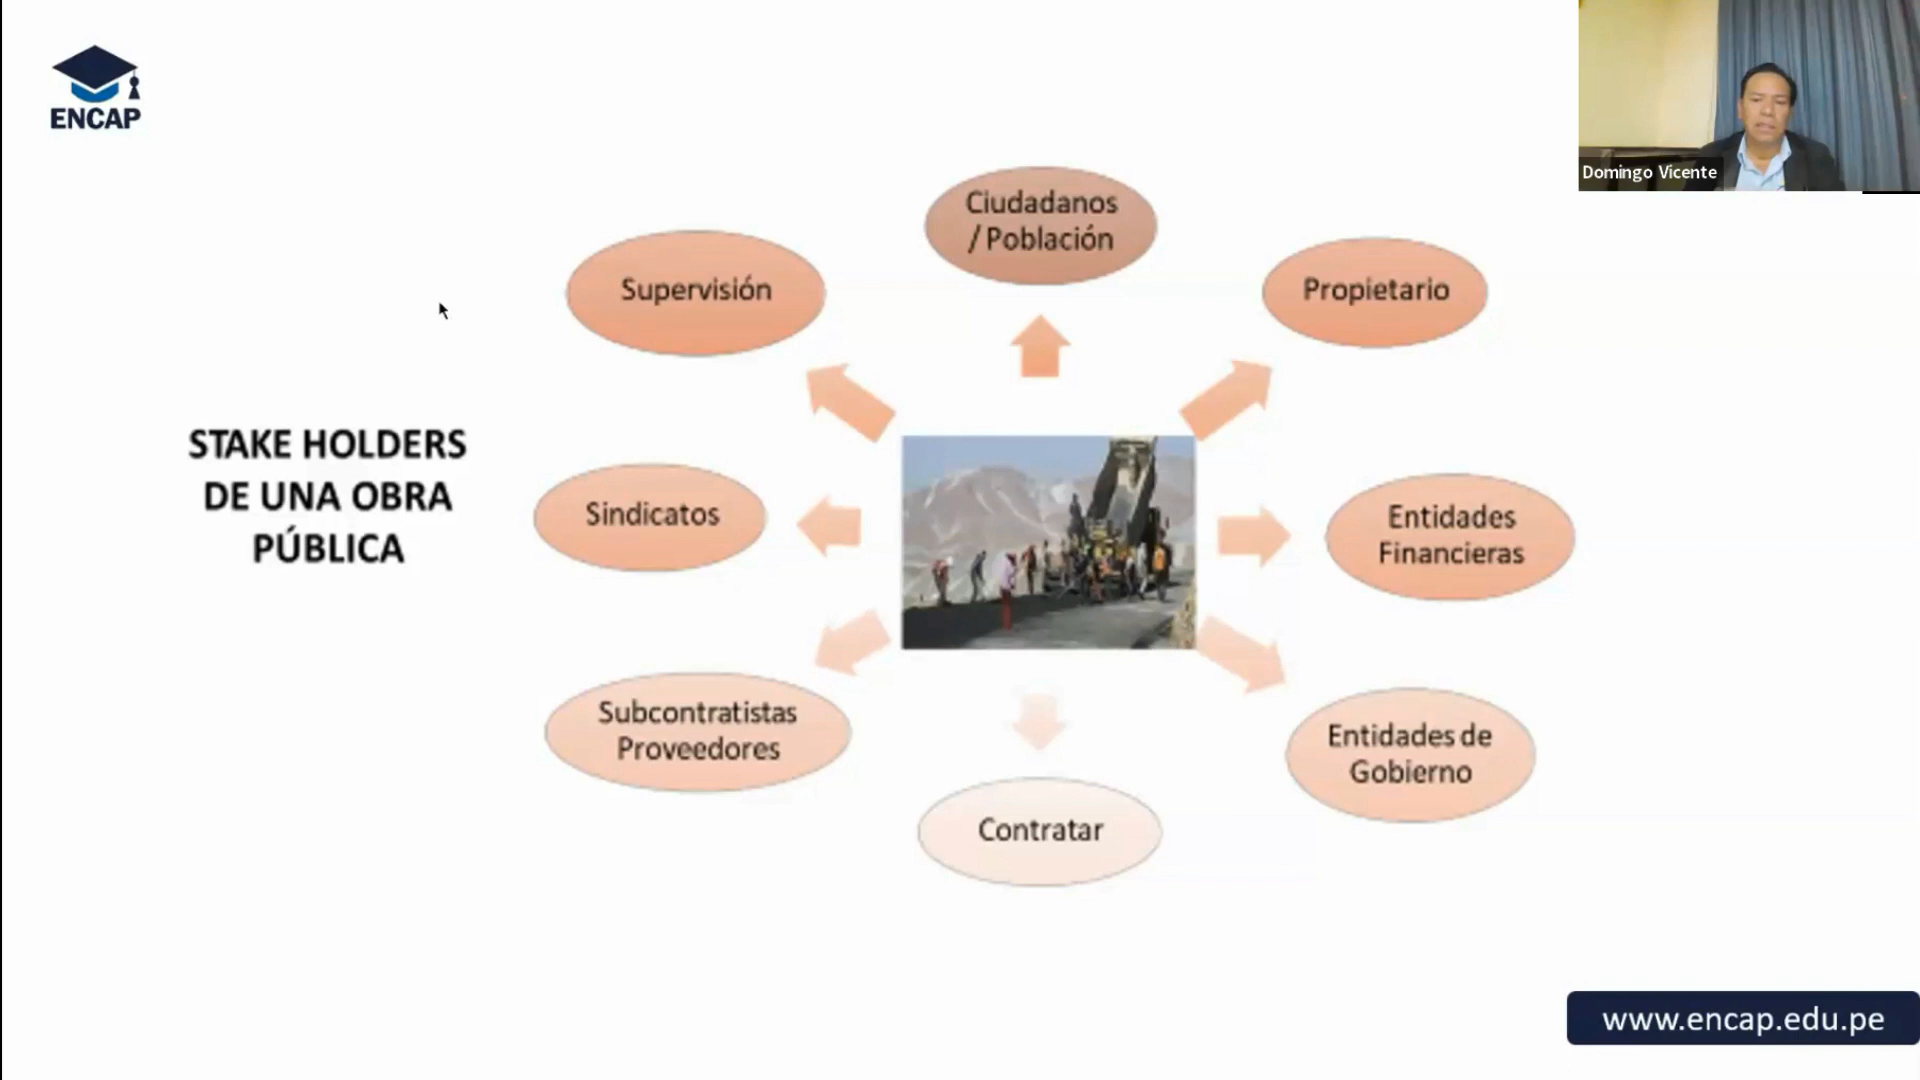 ENCAP
Domingo Vicente
STAKE HOLDERS
DE UNA OBRA
PÚBLICA
Ciudadanos
/ Población
Supervisión
Propietario
Sindicatos
Entidades
Financieras
Subcontratistas
Proveedores
Entidades de
Gobierno
Contratar
www.encap.edu.pe